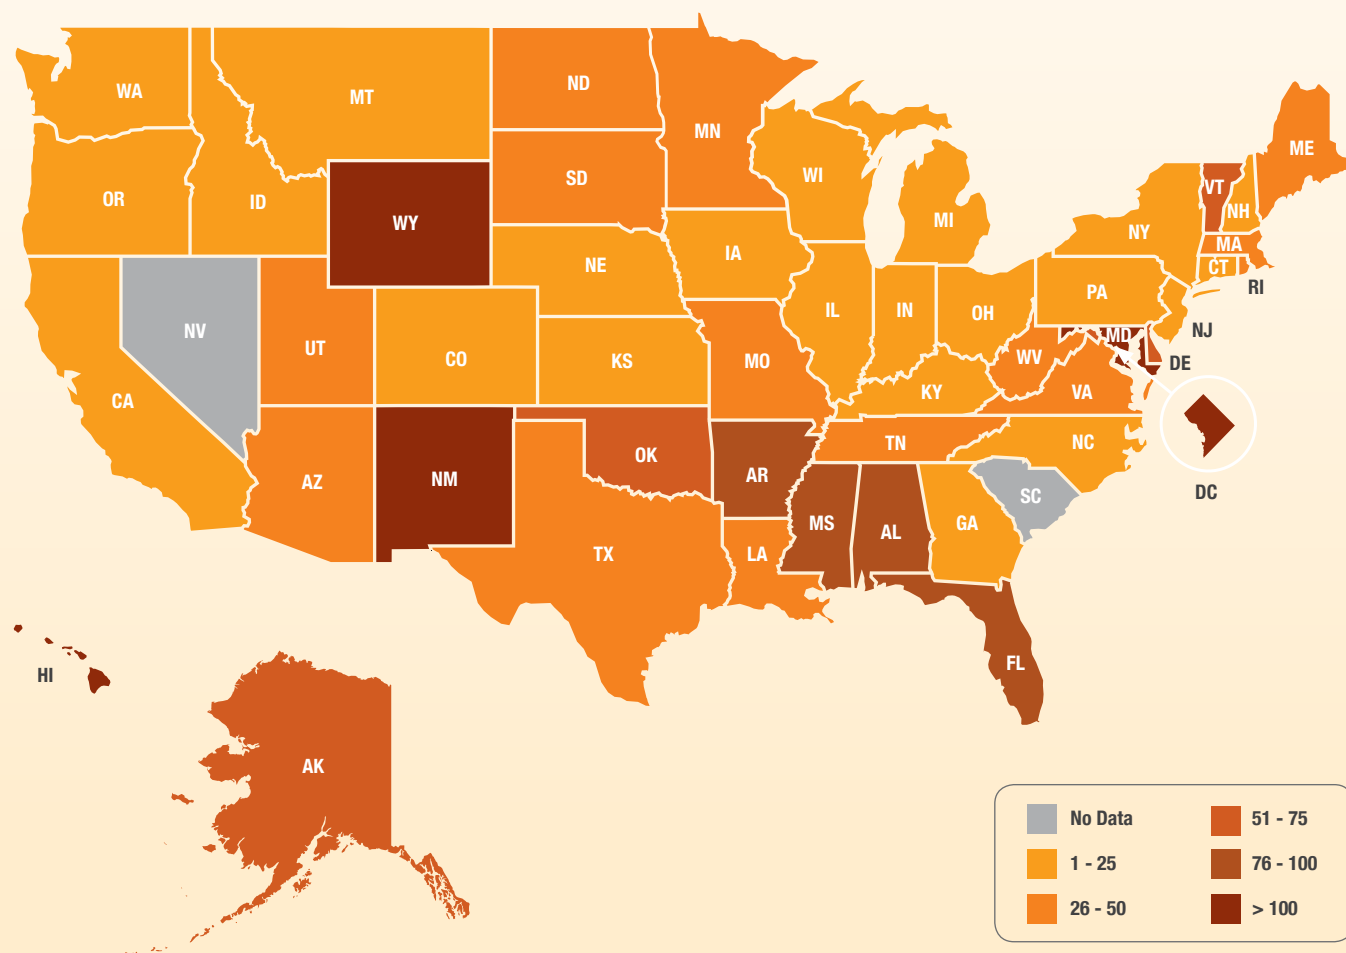 WA
MT
ND
MN
ME
OR
ID
WY
SD
WI
MI
VT
NH
NY
MA
CT
RI
IA
NE
PA
NV
UT
CO
KS
MO
IL
IN
OH
NJ
MD
DE
WV
VA
CA
KY
DC
AZ
NM
OK
AR
TN
NC
TX
LA
MS
AL
GA
SC
FL
HI
AK
No Data
1 - 25
26 - 50
51 - 75
76 - 100
> 100